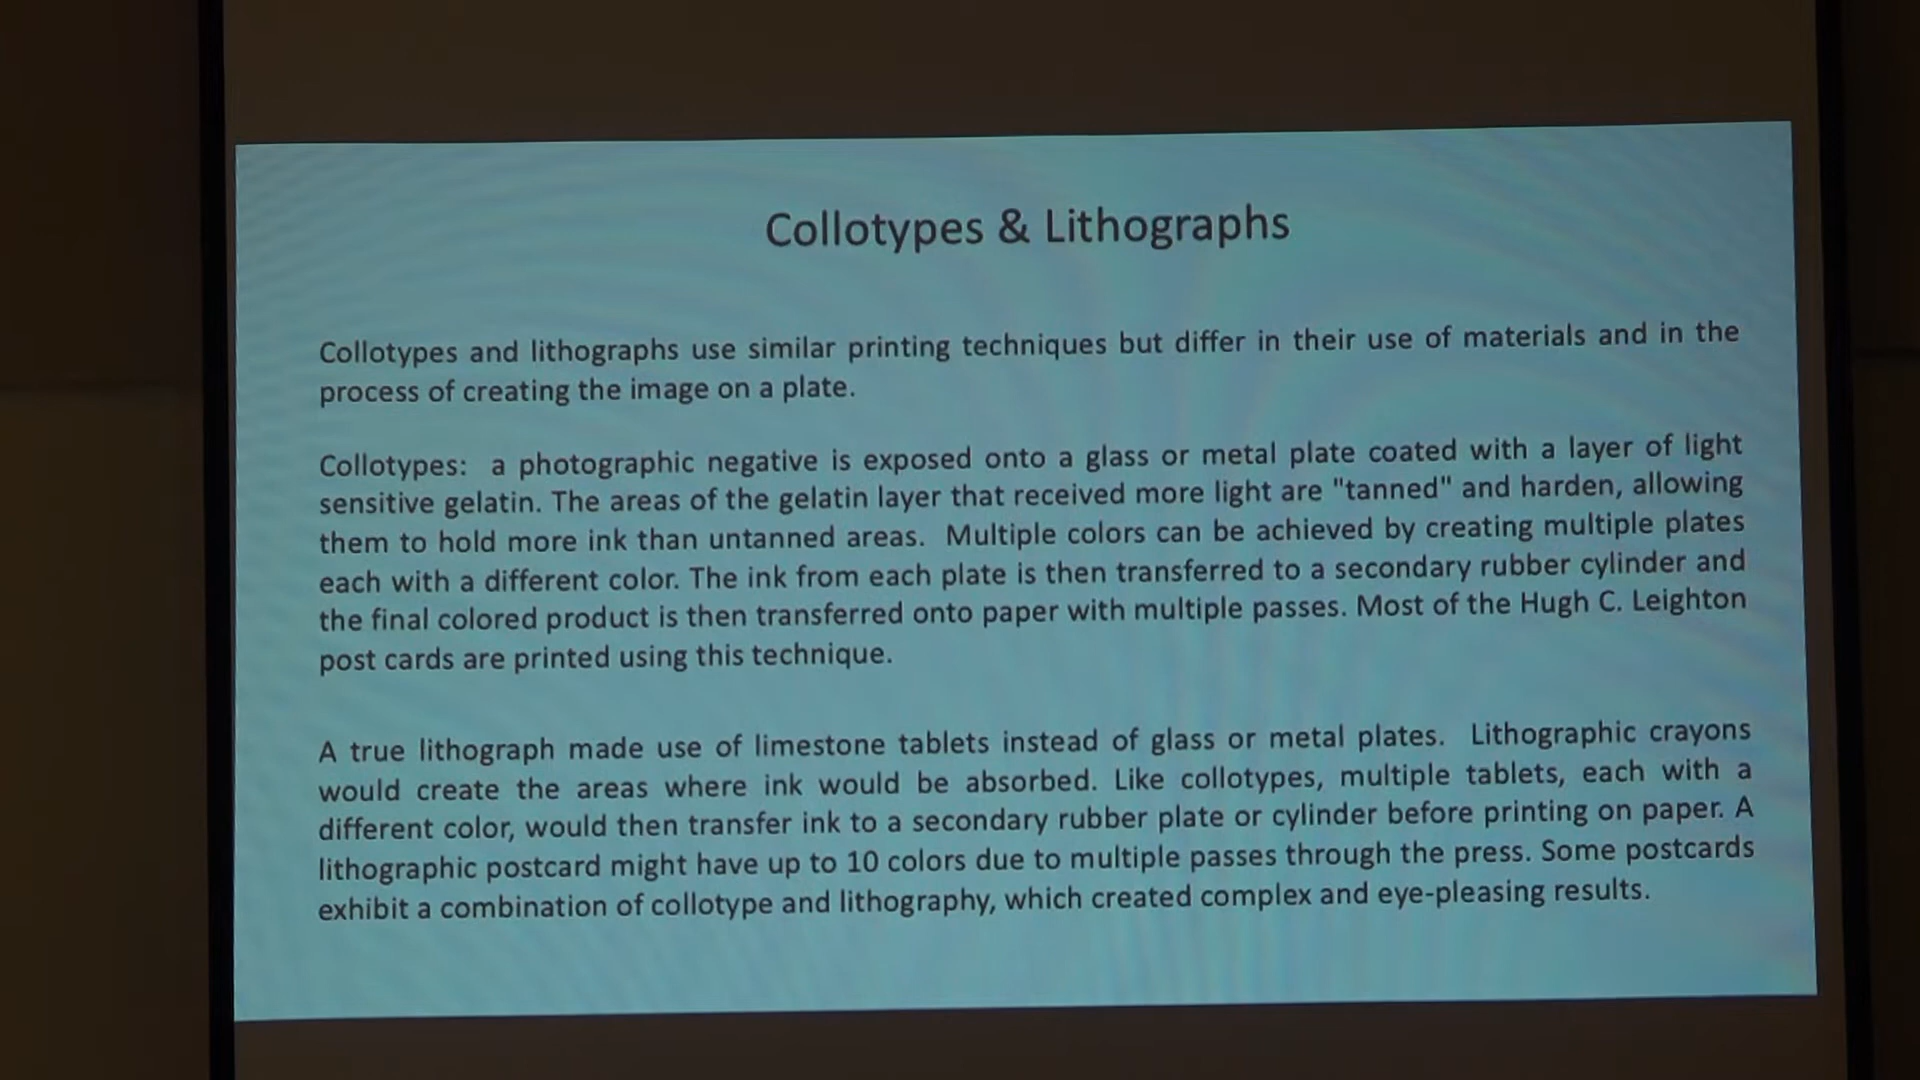 Collotypes & Lithographs
Collotypes and lithographs use similar printing techniques but differ in their use of materials and in the
process of creating the image on a plate.
Collotypes:  a photographic negative is exposed onto a glass or metal plate coated with a layer of light
sensitive gelatin. The areas of the gelatin layer that received more light are "tanned" and harden, allowing
them to hold more ink than untanned areas.  Multiple colors can be achieved by creating multiple plates
each with a different color. The ink from each plate is then transferred to a secondary rubber cylinder and
the final colored product is then transferred onto paper with multiple passes. Most of the Hugh C. Leighton
post cards are printed using this technique.
A true lithograph made use of limestone tablets instead of glass or metal plates.  Lithographic crayons
would create the areas where ink would be absorbed. Like collotypes, multiple tablets, each with a
different color, would then transfer ink to a secondary rubber plate or cylinder before printing on paper. A
lithographic postcard might have up to 10 colors due to multiple passes through the press. Some postcards
exhibit a combination of collotype and lithography, which created complex and eye-pleasing results.